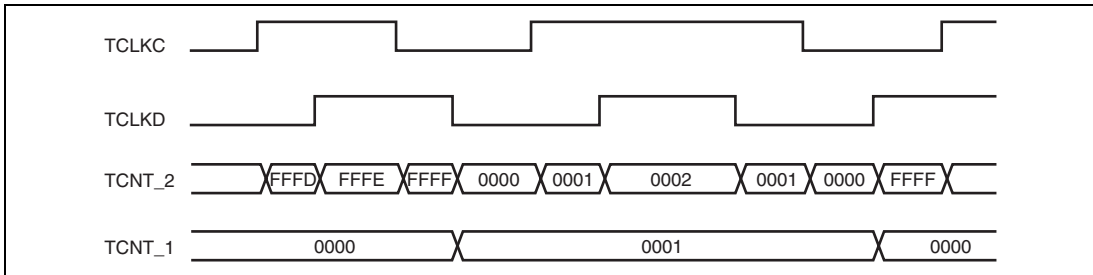 TCLKC
TCLKD
TCNT_2 FFFD FFFE FFFF 0000 0001 0002 0001 0000 FFFF
TCNT_1 0000 0001 0000